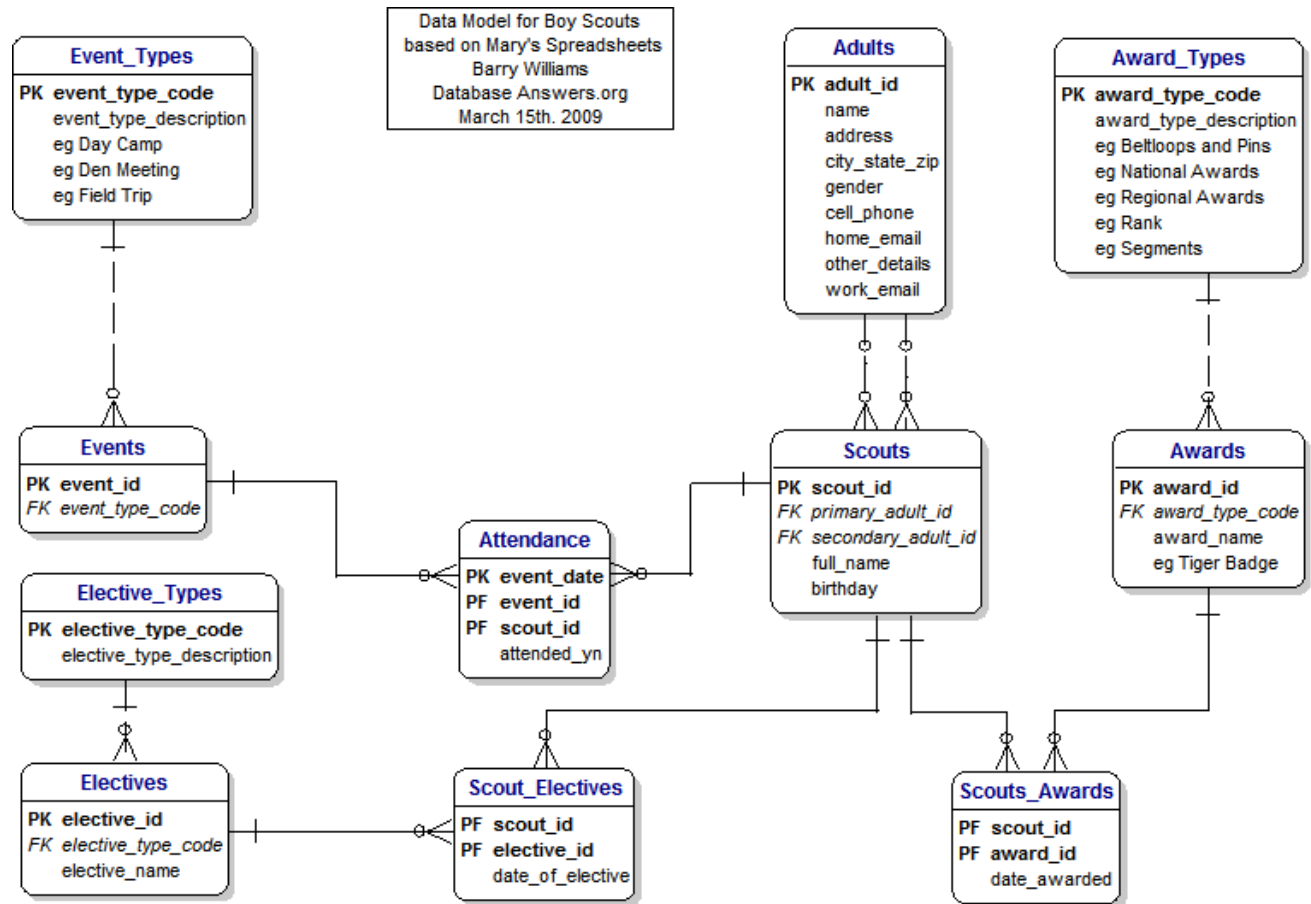 Data Model for Boy Scouts
based on Mary's Spreadsheets
Barry Williams
Database Answers.org
March 15th. 2009
Event_Types
PK event_type_code
event_type_description
eg Day Camp
eg Den Meeting
eg Field Trip
Adults
PK adult_id
name
address
city_state_zip
gender
cell_phone
home_email
other_details
work_email
Award_Types
PK award_type_code
award_type_description
eg Beltloops and Pins
eg National Awards
eg Regional Awards
eg Rank
eg Segments
Events
PK event_id
FK event_type_code
Attendance
PK event_date
PF event_id
PF scout_id
attended_yn
Scouts
PK scout_id
FK primary_adult_id
FK secondary_adult_id
full_name
birthday
Awards
PK award_id
FK award_type_code
award_name
eg Tiger Badge
Elective_Types
PK elective_type_code
elective_type_description
Electives
PK elective_id
FK elective_type_code
elective_name
Scout_Electives
PF scout_id
PF elective_id
date_of_elective
Scouts_Awards
PF scout_id
PF award_id
date_awarded